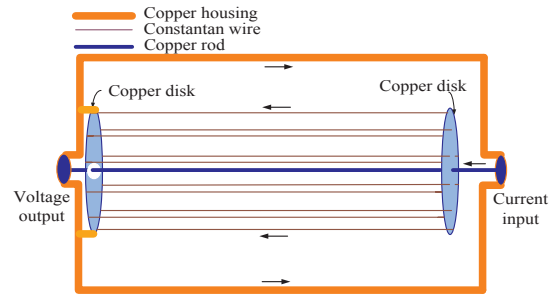 Copper housing
Constantan wire
Copper rod
Copper disk
Copper disk
Voltage
output
Current
input